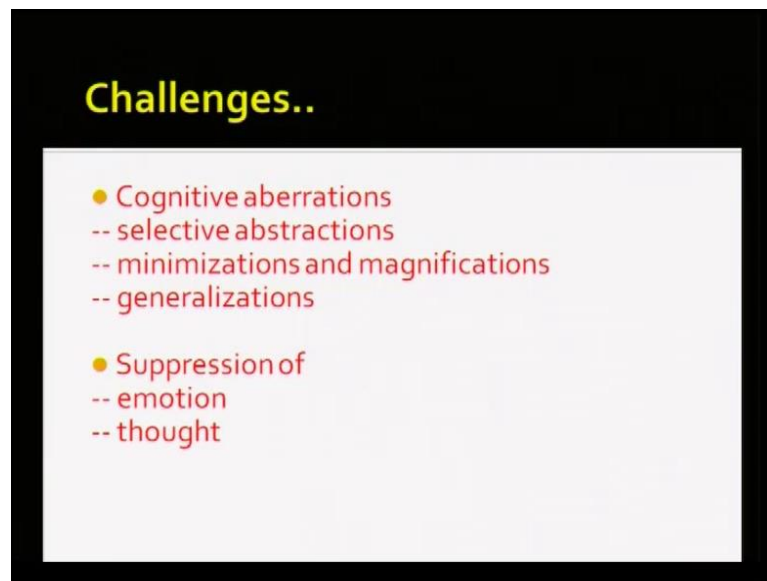 Challenges..
● Cognitive aberrations
-- selective abstractions
-- minimizations and magnifications
-- generalizations
● Suppression of
-- emotion
-- thought